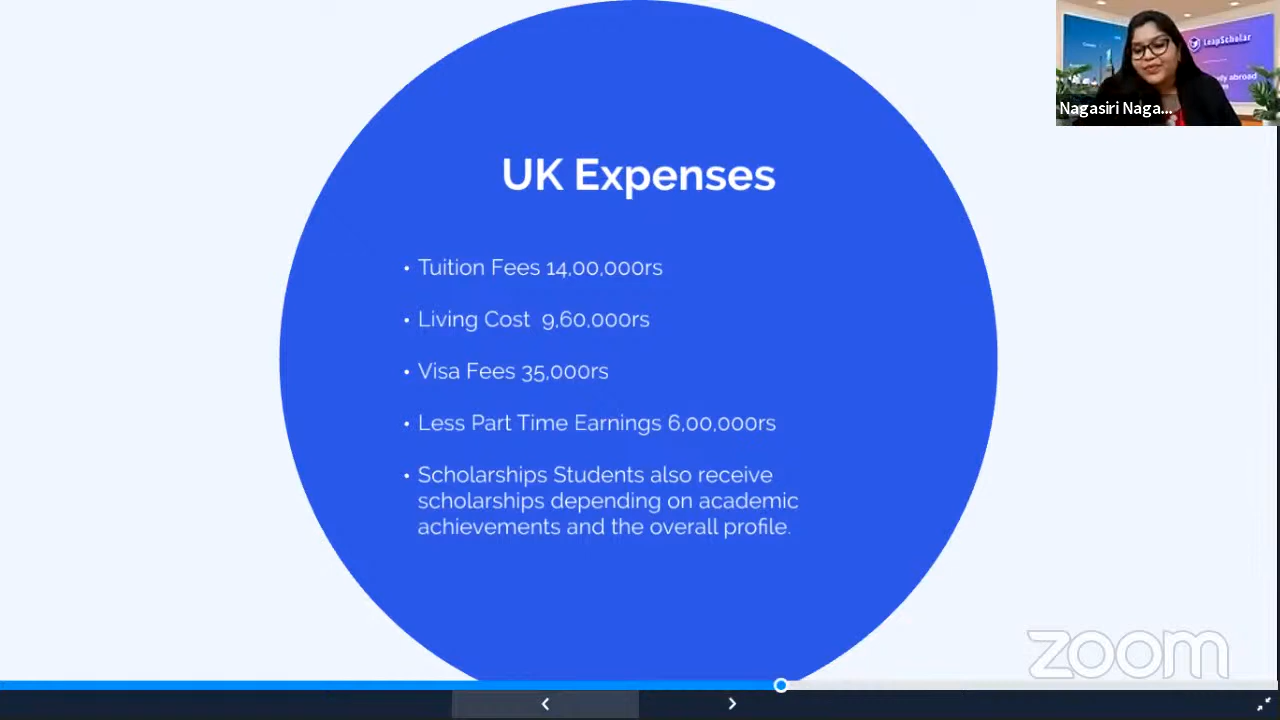 UK Expenses
• Tuition Fees 14,00,000rs
• Living Cost 9,60,000rs
• Visa Fees 35,000rs
• Less Part Time Earnings 6,00,000rs
• Scholarships Students also receive
scholarships depending on academic
achievements and the overall profile.
LeapScholar
abroad
Nagasiri Naga...
zoom